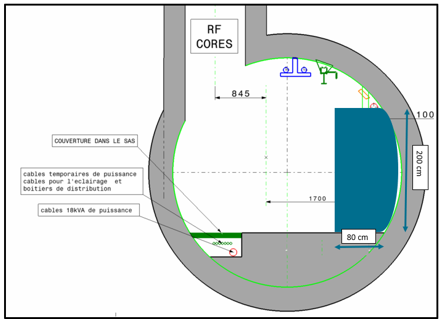 RF
CORES
845
100
COUVERTURE DANS LE SAS
200 cm
cables temporaires de puissance
cables pour l'eclairage et
boitiers de distribution
1700
cables 18kVA de puissance
80 cm